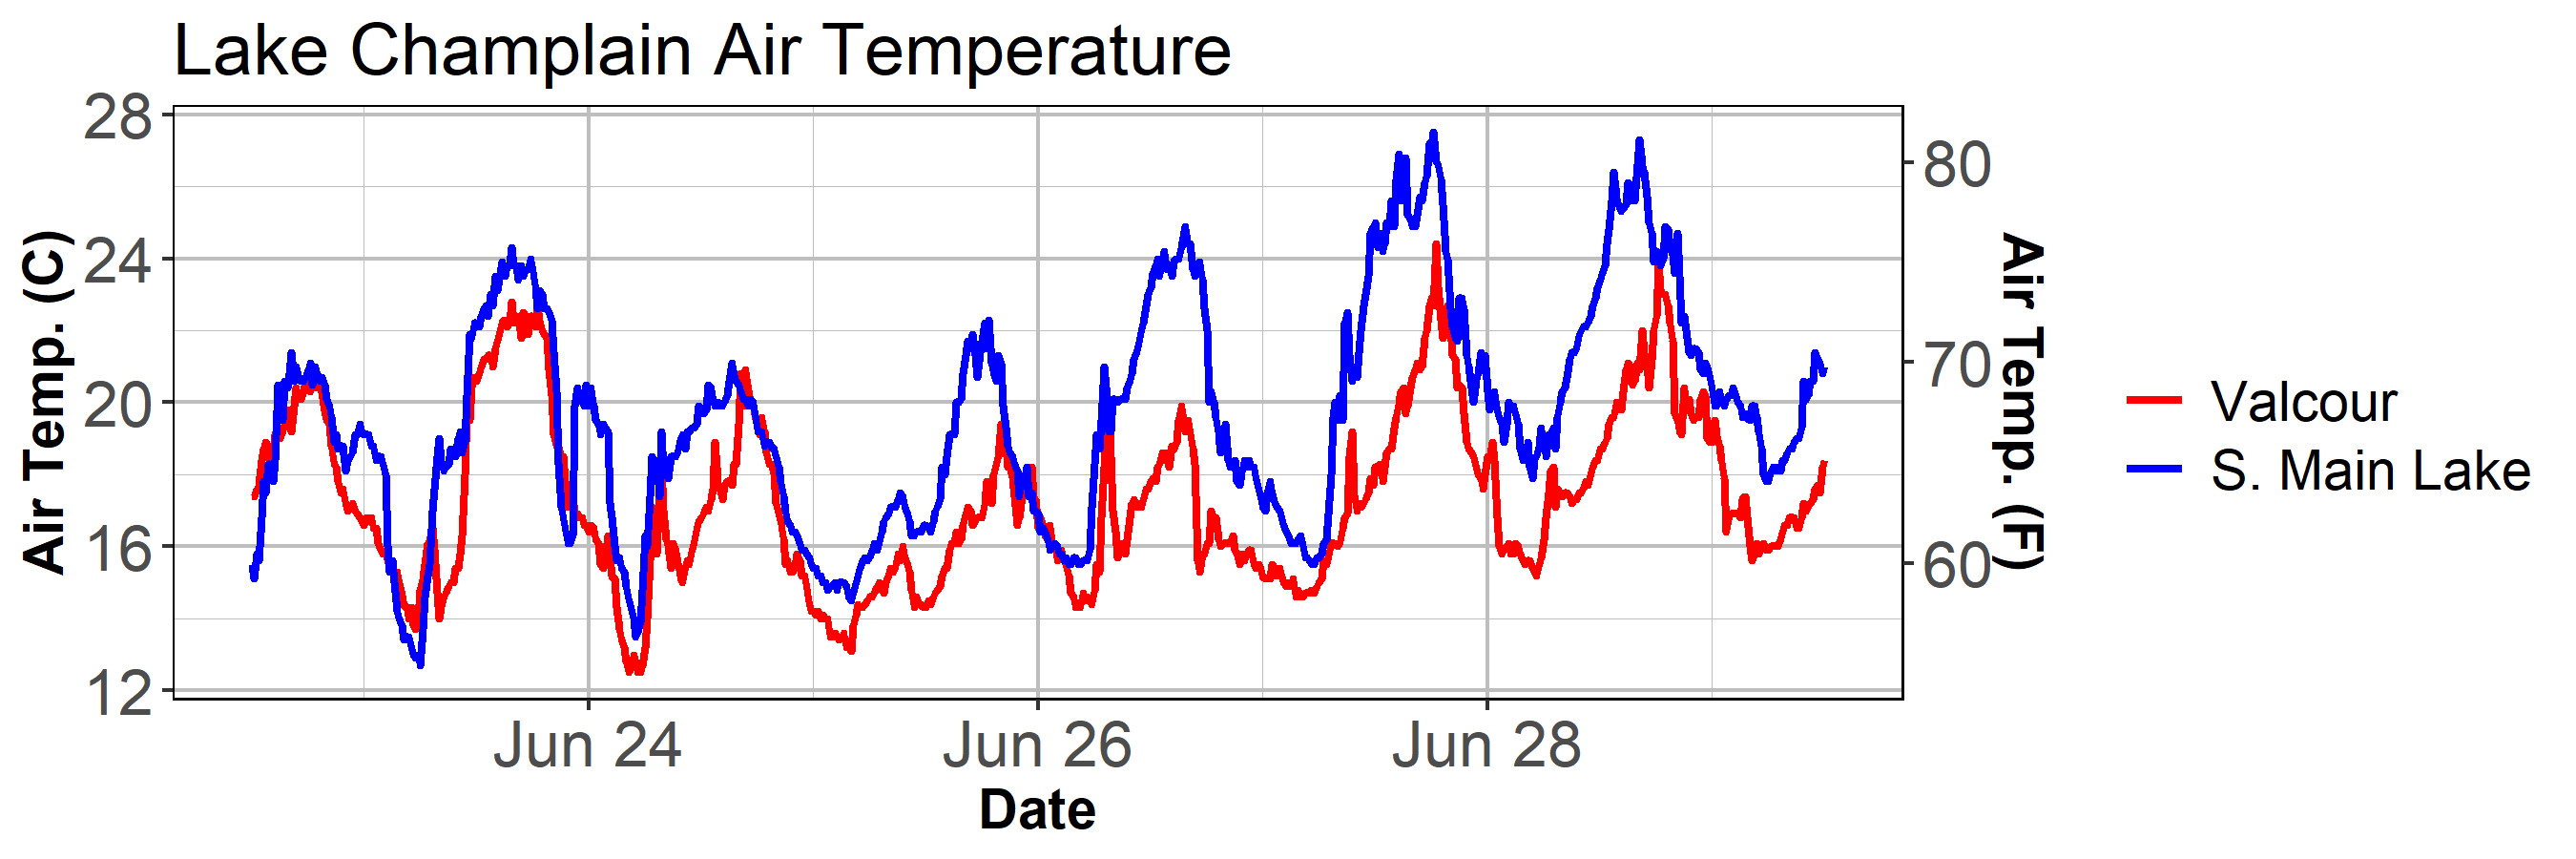 Lake Champlain Air Temperature
28
24
20
16
12
Air Temp. (C)
80
70
60
Air Temp. (F)
Jun 24
Jun 26
Jun 28
Date
Valcour
S. Main Lake